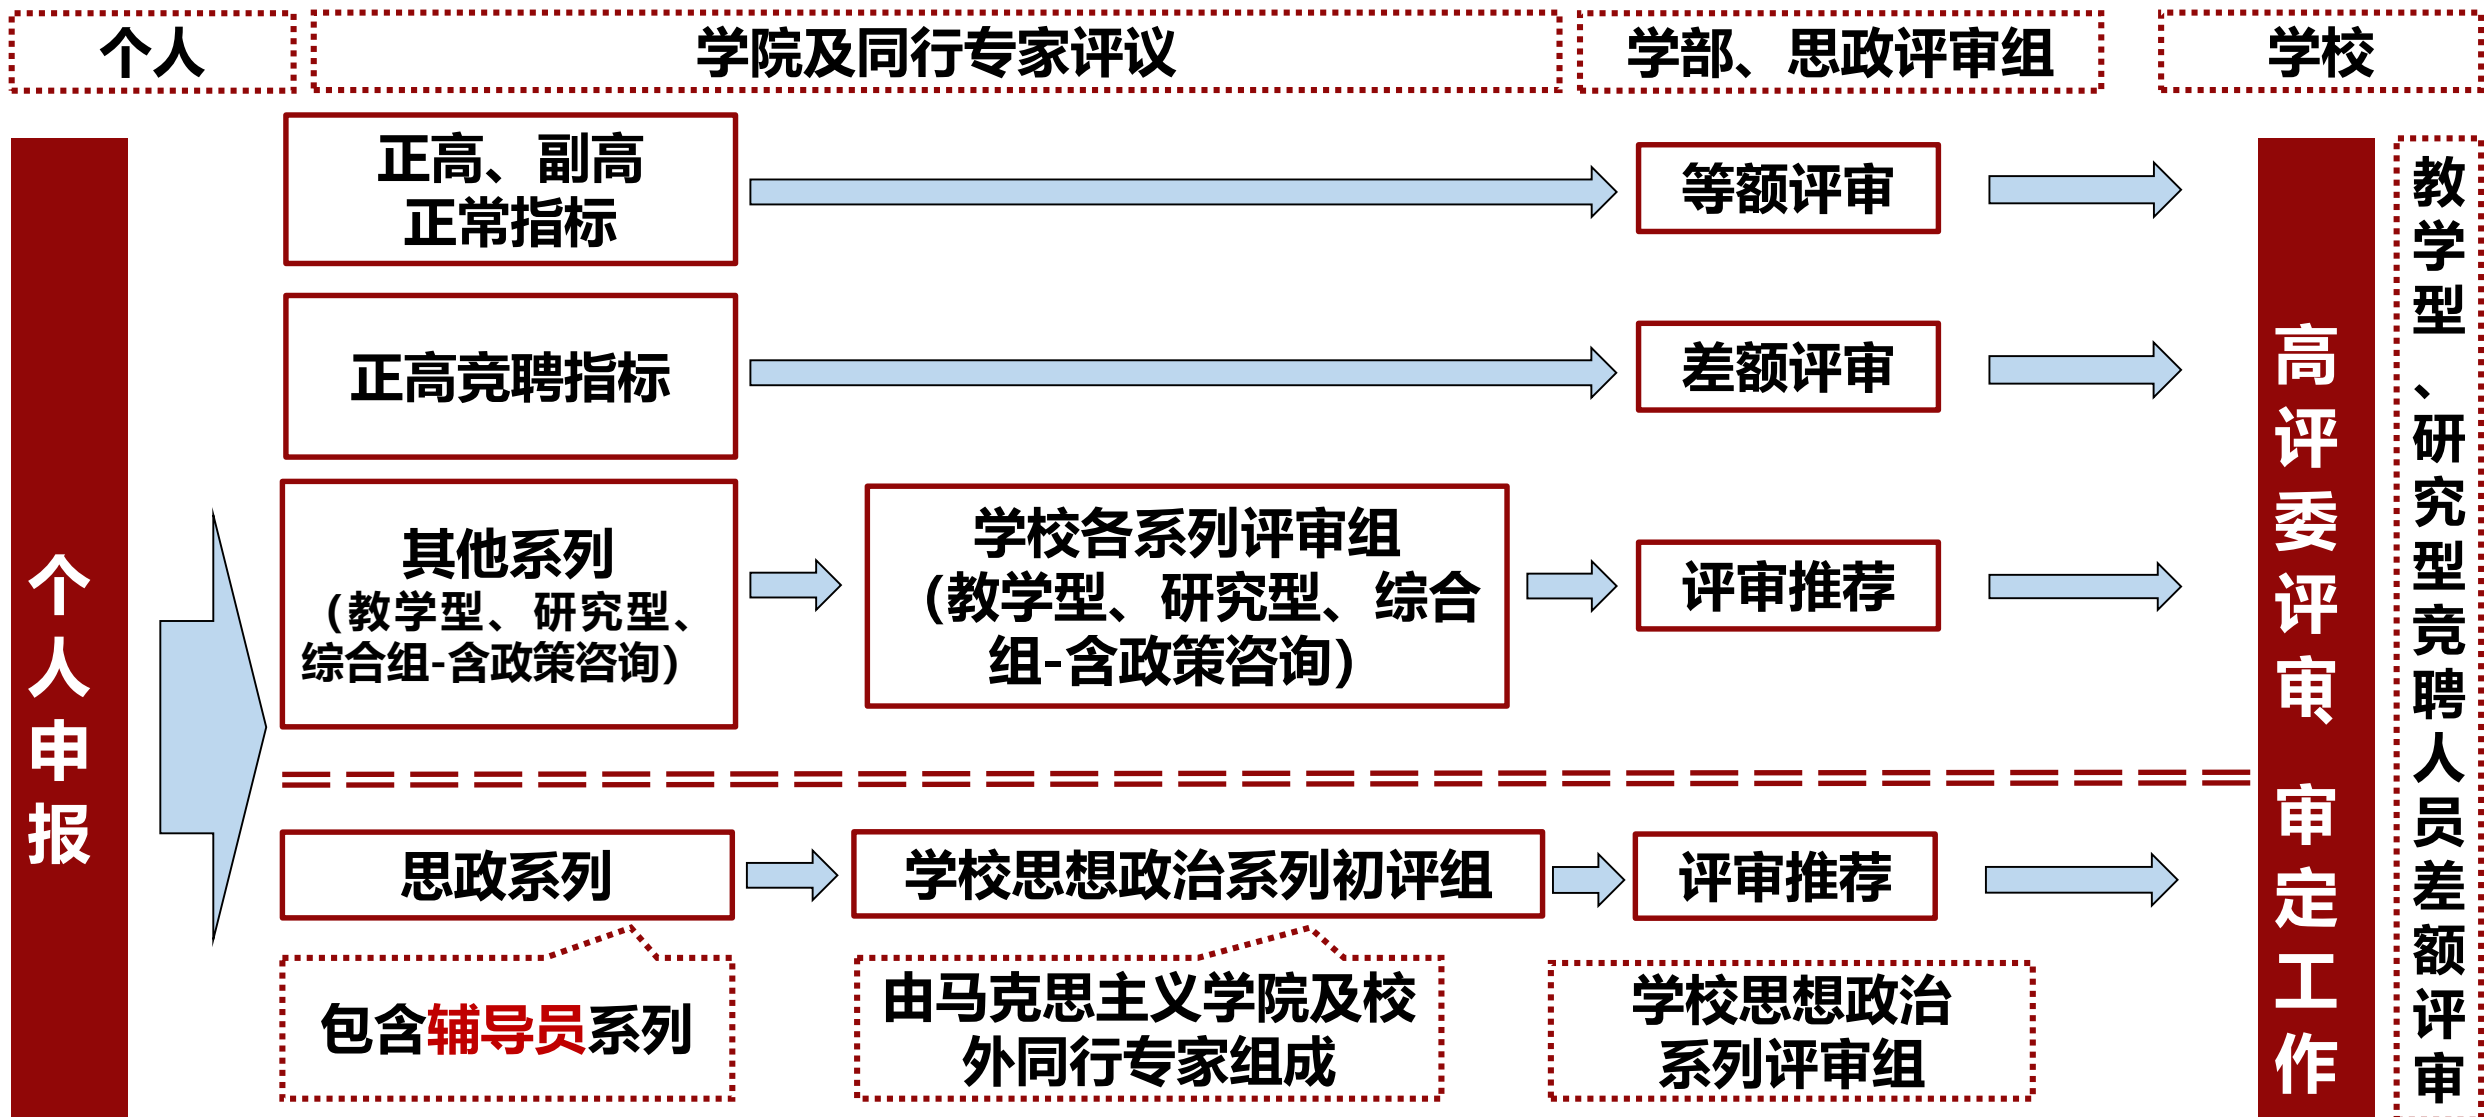 个人
学院及同行专家评议
学部、思政评审组
学校
个人申报
正高、副高
正常指标
等额评审
正高竞聘指标
差额评审
其他系列
（教学型、研究型、
综合组-含政策咨询）
学校各系列评审组
（教学型、研究型、综合
组-含政策咨询）
评审推荐
思政系列
学校思想政治系列初评组
评审推荐
包含辅导员系列
由马克思主义学院及校
外同行专家组成
学校思想政治
系列评审组
高评委评审、审定工作
教学型、研究型竞聘人员差额评审